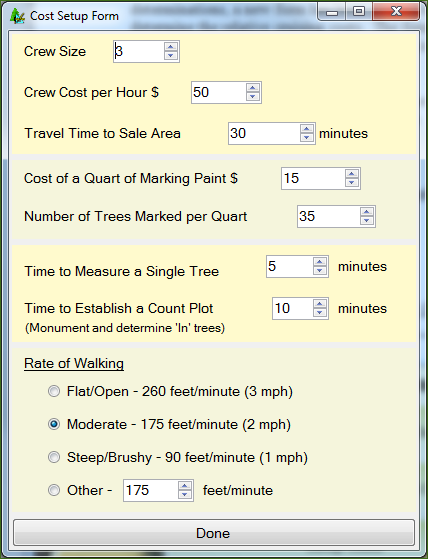 Cost Setup Form
Crew Size 3
Crew Cost per Hour $ 50
Travel Time to Sale Area 30 minutes
Cost of a Quart of Marking Paint $ 15
Number of Trees Marked per Quart 35
Time to Measure a Single Tree 5 minutes
Time to Establish a Count Plot 10 minutes
(Monument and determine 'In' trees)
Rate of Walking
Flat/Open - 260 feet/minute (3 mph)
Moderate - 175 feet/minute (2 mph)
Steep/Brushy - 90 feet/minute (1 mph)
Other - 175 feet/minute
Done